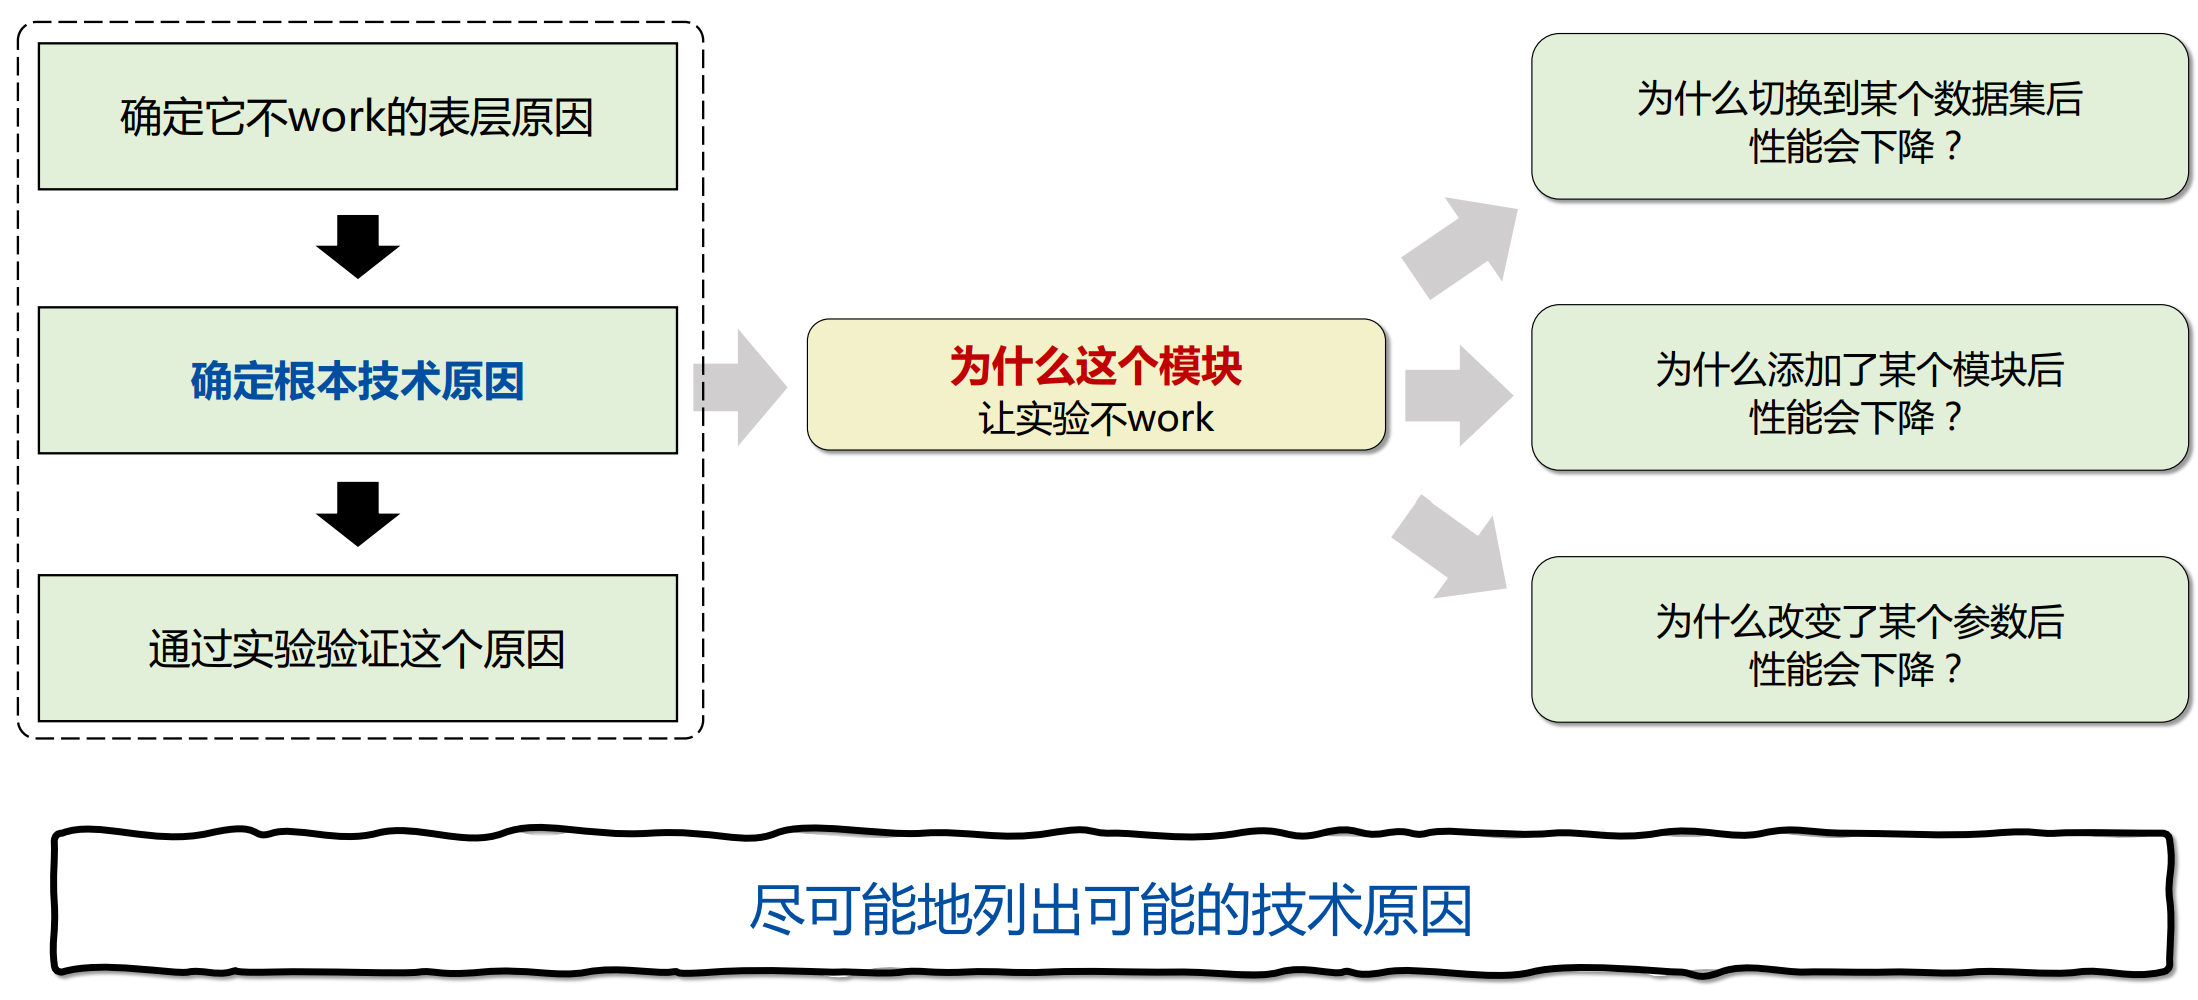 确定它不work的表层原因
确定根本技术原因
通过实验验证这个原因
为什么这个模块
让实验不work
为什么切换到某个数据集后
性能会下降？
为什么添加了某个模块后
性能会下降？
为什么改变了某个参数后
性能会下降？
尽可能地列出可能的技术原因